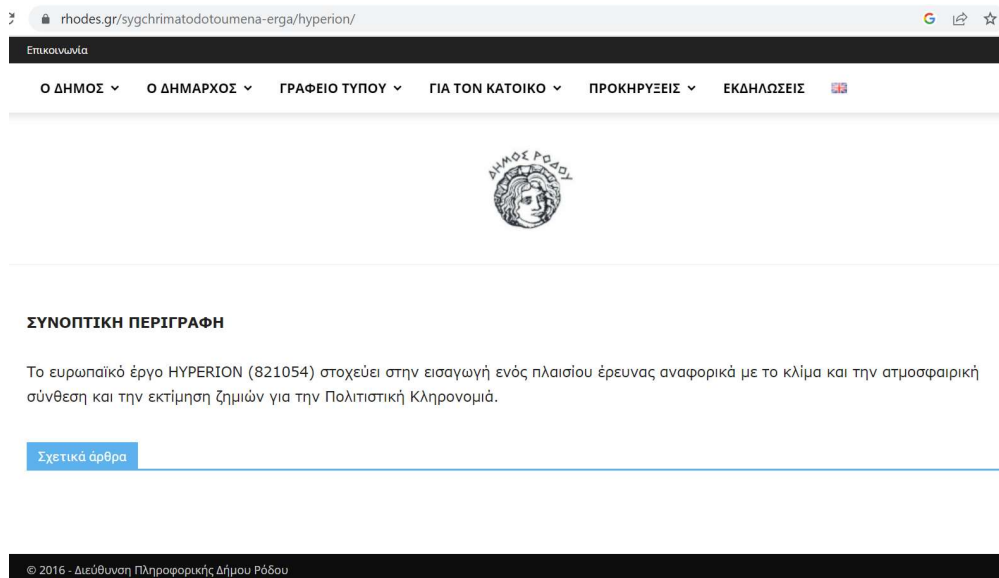 rhodes.gr/sygchrimatodotoumena-erga/hyperion/
Επικοινωνία
Ο ΔΗΜΟΣ Ο ΔΗΜΑΡΧΟΣ ΓΡΑΦΕΙΟ ΤΥΠΟΥ ΓΙΑ ΤΟΝ ΚΑΤΟΙΚΟ ΠΡΟΚΗΡΥΞΕΙΣ ΕΚΔΗΛΩΣΕΙΣ
ΔΗΜΟΣ ΡΟΔΟΥ
ΣΥΝΟΠΤΙΚΗ ΠΕΡΙΓΡΑΦΗ
Το ευρωπαϊκό έργο HYPERION (821054) στοχεύει στην εισαγωγή ενός πλαισίου έρευνας αναφορικά με το κλίμα και την ατμοσφαιρική
σύνθεση και την εκτίμηση ζημιών για την Πολιτιστική Κληρονομιά.
Σχετικά άρθρα
© 2016 - Διεύθυνση Πληροφορικής Δήμου Ρόδου